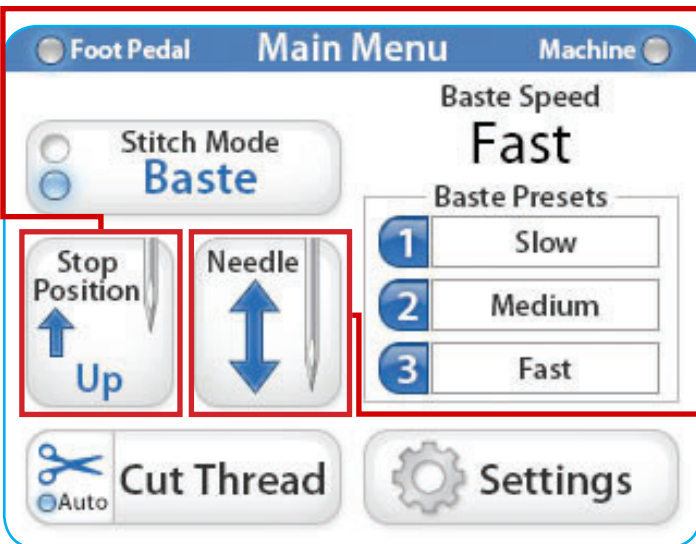 Foot Pedal Main Menu Machine
Stitch Mode
Baste
Baste Speed
Fast
Baste Presets
1 Slow
2 Medium
3 Fast
Stop
Position
Up
Needle
Auto
Cut Thread
Settings